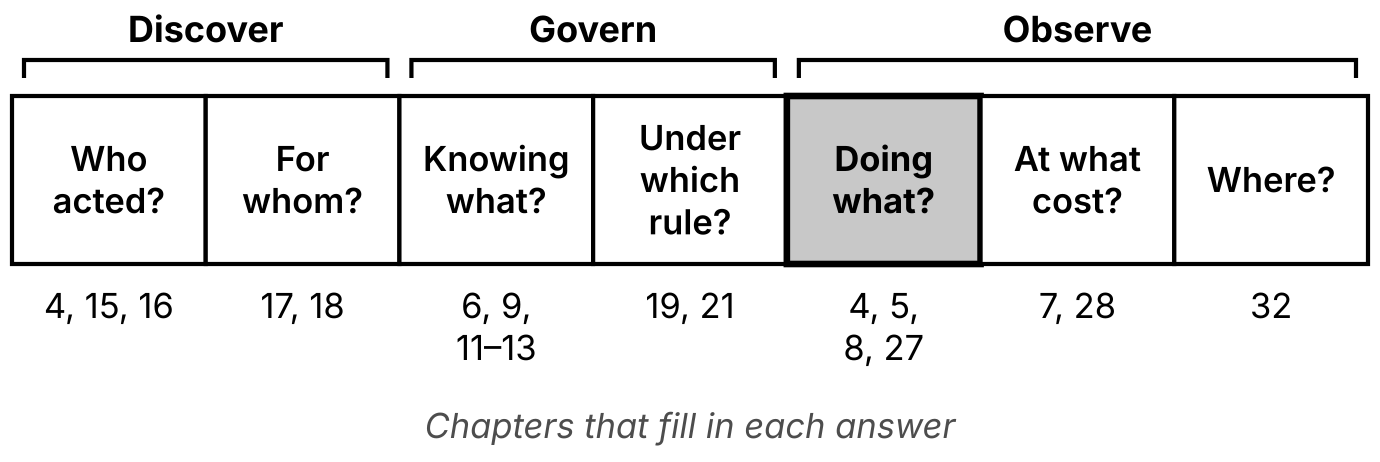 Discover
Govern
Observe
Who
acted?
For
whom?
Knowing
what?
Under
which
rule?
Doing
what?
At what
cost?
Where?
4, 15, 16
17, 18
6, 9,
11–13
19, 21
4, 5,
8, 27
7, 28
32
Chapters that fill in each answer